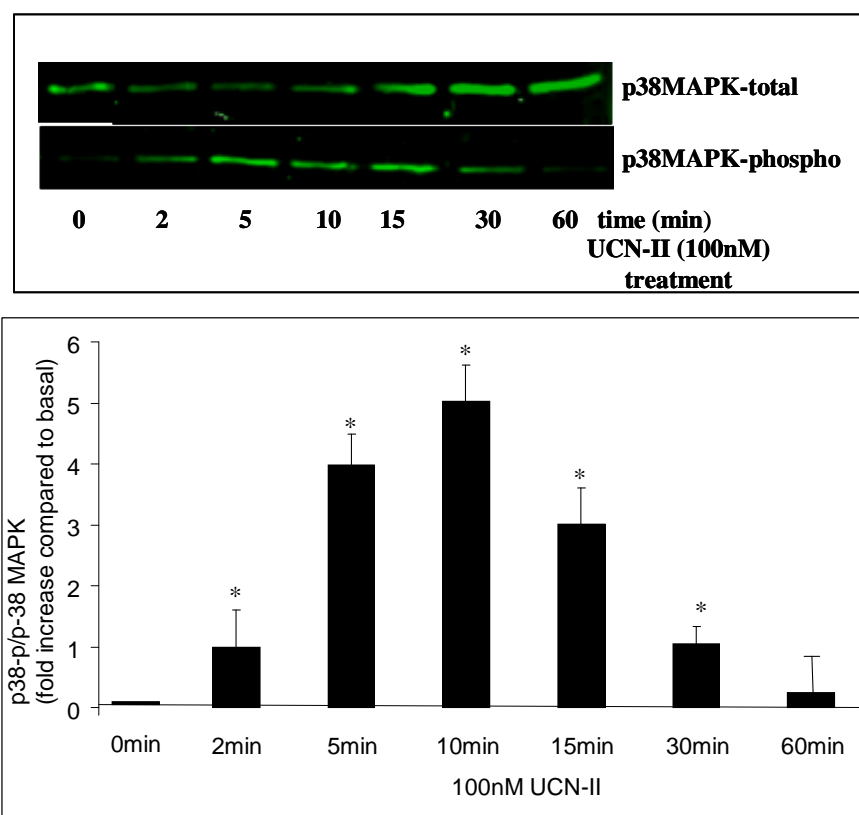 p38MAPK-total
p38MAPK-phospho
0 2 5 10 15 30 60 time (min)
UCN-II (100nM)
treatment
p38-p/p-38 MAPK
(fold increase compared to basal)
6
5
4
3
2
1
0
*
*
*
*
*
0min 2min 5min 10min 15min 30min 60min
100nM UCN-II